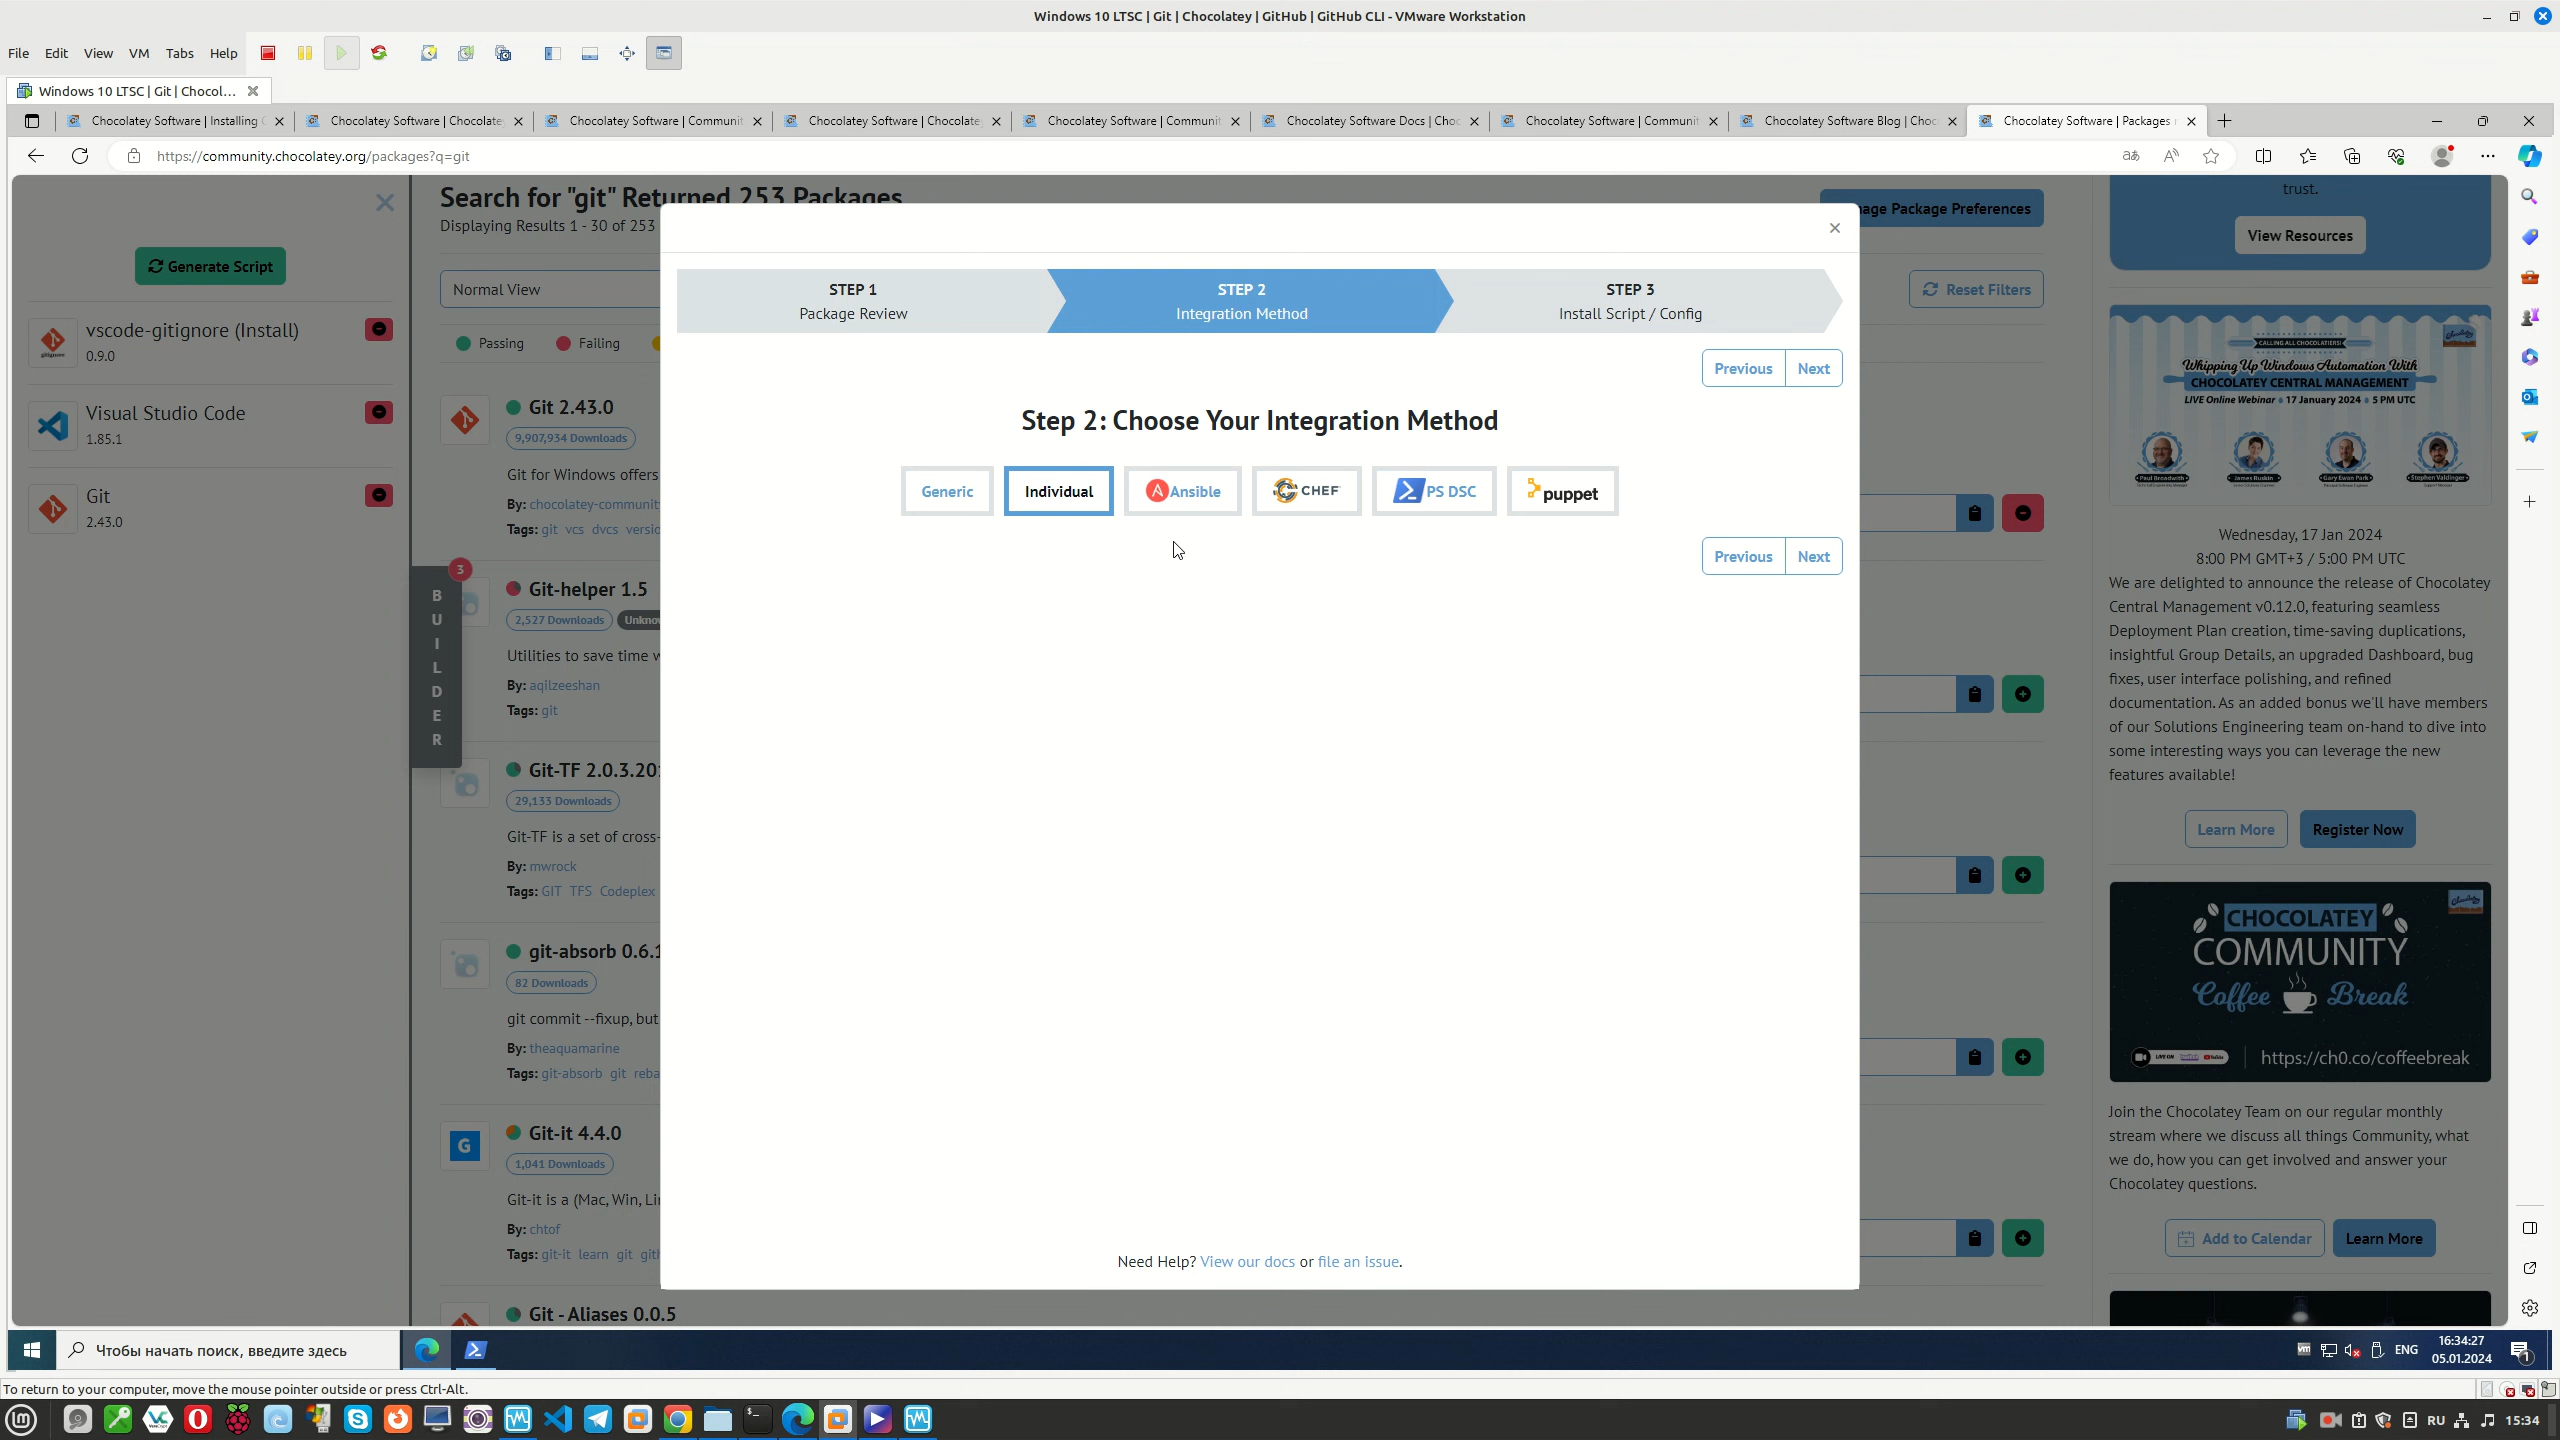 Windows 10 LTSC | Git | Chocolatey | GitHub | GitHub CLI - VMware Workstation
File Edit View VM Tabs Help
Windows 10 LTSC | Git | Chocol...
Chocolatey Software | Installing
Chocolatey Software | Chocolate
Chocolatey Software | Communit
Chocolatey Software | Chocolate
Chocolatey Software | Communit
Chocolatey Software Docs | Choc
Chocolatey Software | Communit
Chocolatey Software Blog | Choc
Chocolatey Software | Packages
https://community.chocolatey.org/packages?q=git
Generate Script
vscode-gitignore (Install)
0.9.0
Visual Studio Code
1.85.1
Git
2.43.0
3
BUILDER
Search for "git" Returned 253 Packages
Displaying Results 1 - 30 of 253
age Package Preferences
Normal View
Reset Filters
Passing Failing
Git 2.43.0
9,907,934 Downloads
Git for Windows offers
By: chocolatey-communit
Tags: git vcs dvcs versio
Git-helper 1.5
2,527 Downloads Unkno
Utilities to save time w
By: aqilzeeshan
Tags: git
Git-TF 2.0.3.20
29,133 Downloads
Git-TF is a set of cross-
By: mwrock
Tags: GIT TFS Codeplex
git-absorb 0.6.1
82 Downloads
git commit --fixup, but
By: theaquamarine
Tags: git-absorb git reba
Git-it 4.4.0
1,041 Downloads
Git-it is a (Mac, Win, Li
By: chtof
Tags: git-it learn git gith
Git - Aliases 0.0.5
STEP 1
Package Review
STEP 2
Integration Method
STEP 3
Install Script / Config
Previous Next
Step 2: Choose Your Integration Method
Generic Individual Ansible CHEF PS DSC puppet
Previous Next
Need Help? View our docs or file an issue.
trust.
View Resources
CALLING ALL CHOCOLATIERS!
Whipping Up Windows Automation With
CHOCOLATEY CENTRAL MANAGEMENT
LIVE Online Webinar • 17 January 2024 • 5 PM UTC
Paul Broadwith
James Ruskin
Gary Ewan Park
Stephen Valdinger
Wednesday, 17 Jan 2024
8:00 PM GMT+3 / 5:00 PM UTC
We are delighted to announce the release of Chocolatey
Central Management v0.12.0, featuring seamless
Deployment Plan creation, time-saving duplications,
insightful Group Details, an upgraded Dashboard, bug
fixes, user interface polishing, and refined
documentation. As an added bonus we'll have members
of our Solutions Engineering team on-hand to dive into
some interesting ways you can leverage the new
features available!
Learn More Register Now
CHOCOLATEY
COMMUNITY
Coffee Break
LIVE ON
https://ch0.co/coffeebreak
Join the Chocolatey Team on our regular monthly
stream where we discuss all things Community, what
we do, how you can get involved and answer your
Chocolatey questions.
Add to Calendar Learn More
Чтобы начать поиск, введите здесь
ENG
16:34:27
05.01.2024
1
To return to your computer, move the mouse pointer outside or press Ctrl-Alt.
RU
15:34